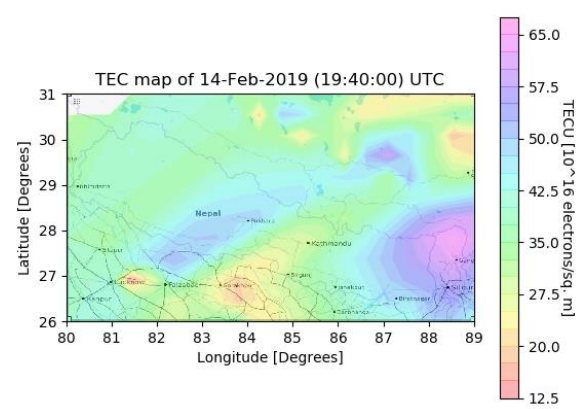 TEC map of 14-Feb-2019 (19:40:00) UTC
31
30
29
28
27
26
80 81 82 83 84 85 86 87 88 89
Latitude [Degrees]
Longitude [Degrees]
Nepal
Kathmandu
65.0
57.5
50.0
42.5
35.0
27.5
20.0
12.5
TECU [10^16 electrons/sq. m]